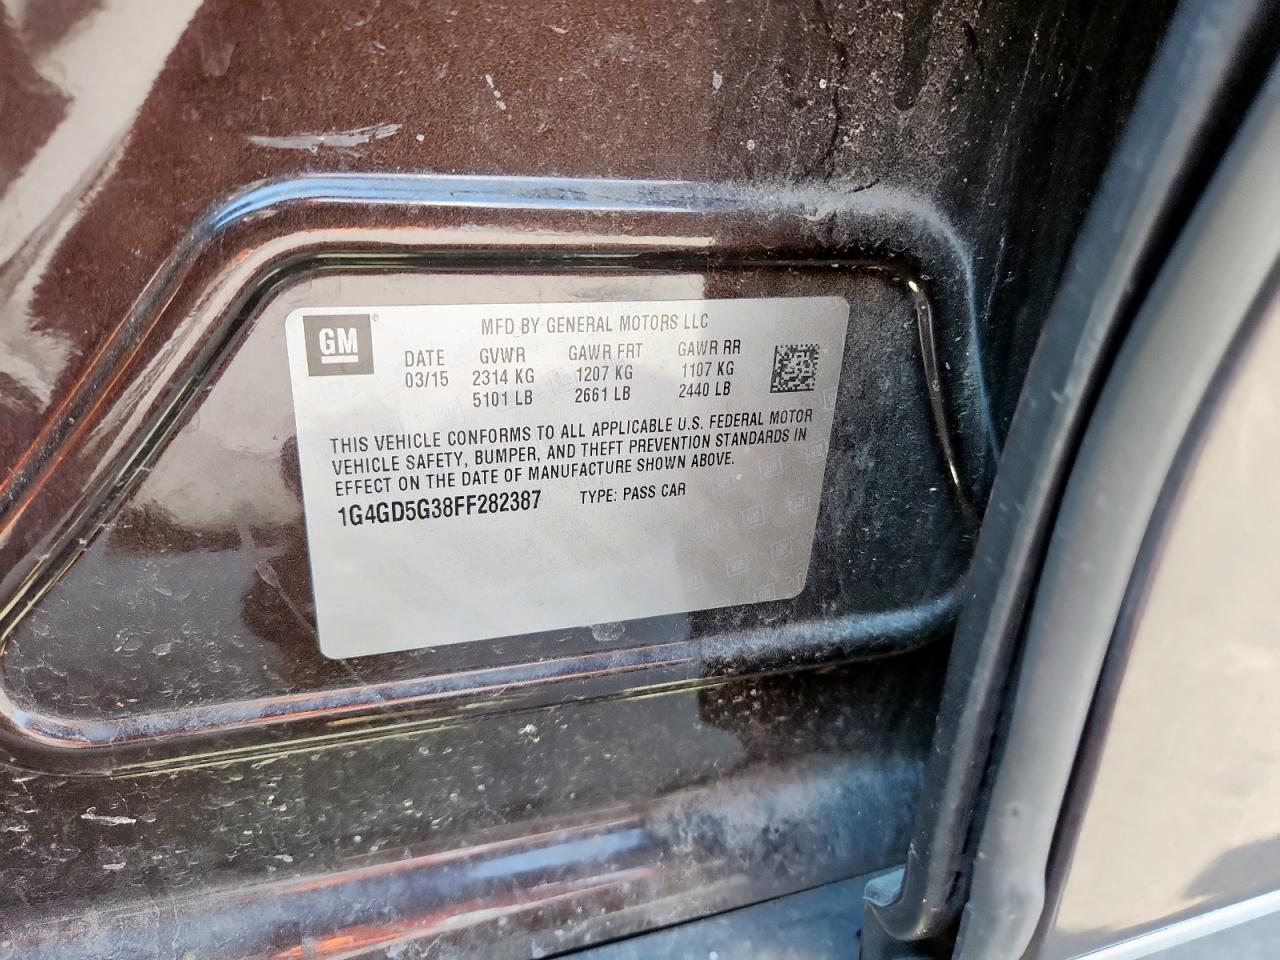 GM
MFD BY GENERAL MOTORS LLC
DATE GVWR GAWR FRT GAWR RR
03/15 2314 KG 1207 KG 1107 KG
5101 LB 2661 LB 2440 LB
THIS VEHICLE CONFORMS TO ALL APPLICABLE U.S. FEDERAL MOTOR
VEHICLE SAFETY, BUMPER, AND THEFT PREVENTION STANDARDS IN
EFFECT ON THE DATE OF MANUFACTURE SHOWN ABOVE.
1G4GD5G38FF282387 TYPE: PASS CAR